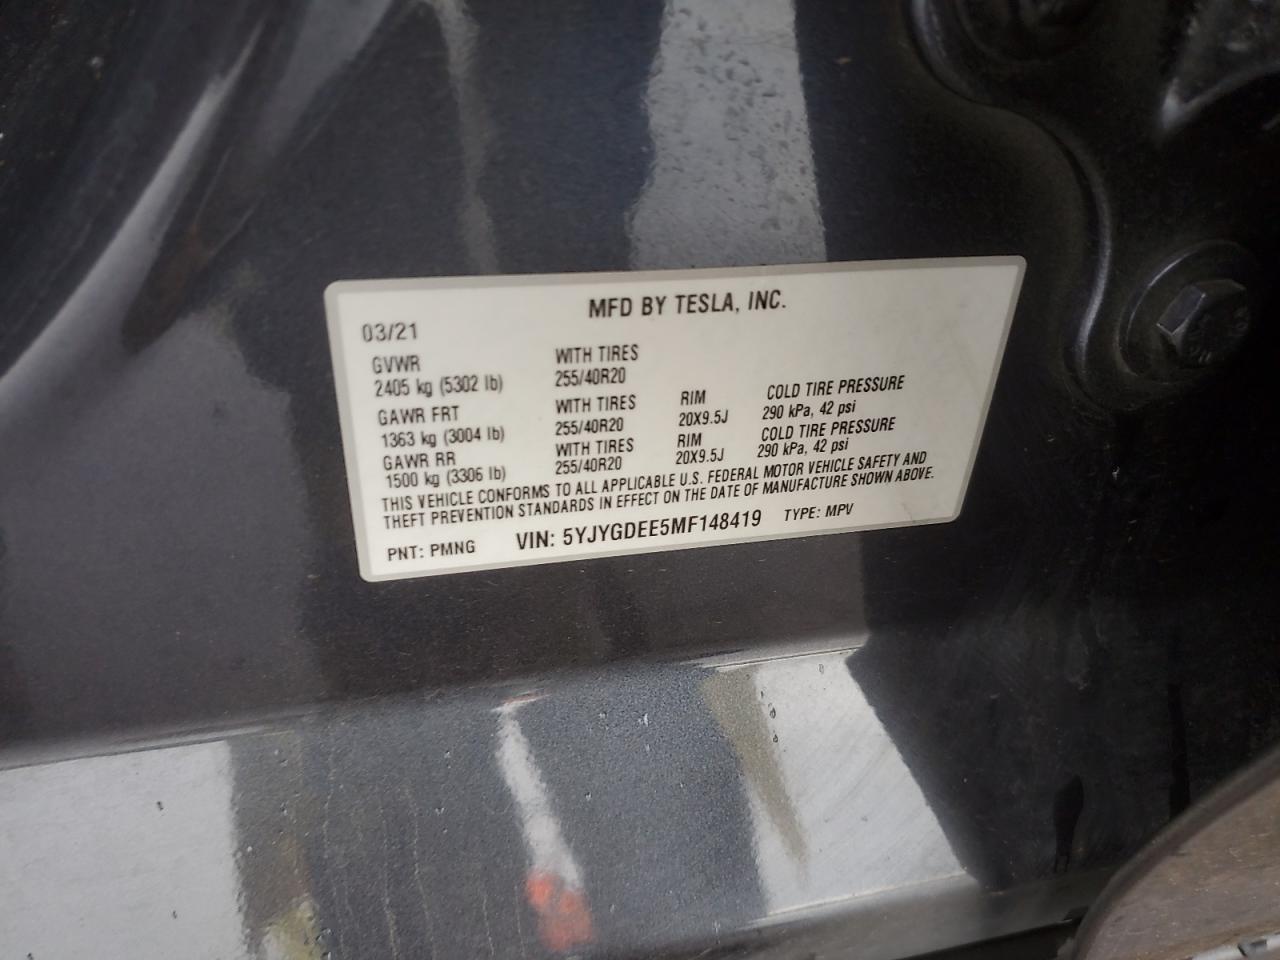 MFD BY TESLA, INC.
03/21
GVWR WITH TIRES
2405 kg (5302 lb) 255/40R20
GAWR FRT WITH TIRES RIM COLD TIRE PRESSURE
1363 kg (3004 lb) 255/40R20 20X9.5J 290 kPa, 42 psi
GAWR RR WITH TIRES RIM COLD TIRE PRESSURE
1500 kg (3306 lb) 255/40R20 20X9.5J 290 kPa, 42 psi
THIS VEHICLE CONFORMS TO ALL APPLICABLE U.S. FEDERAL MOTOR VEHICLE SAFETY AND
THEFT PREVENTION STANDARDS IN EFFECT ON THE DATE OF MANUFACTURE SHOWN ABOVE.
PNT: PMNG VIN: 5YJYGDEE5MF148419 TYPE: MPV